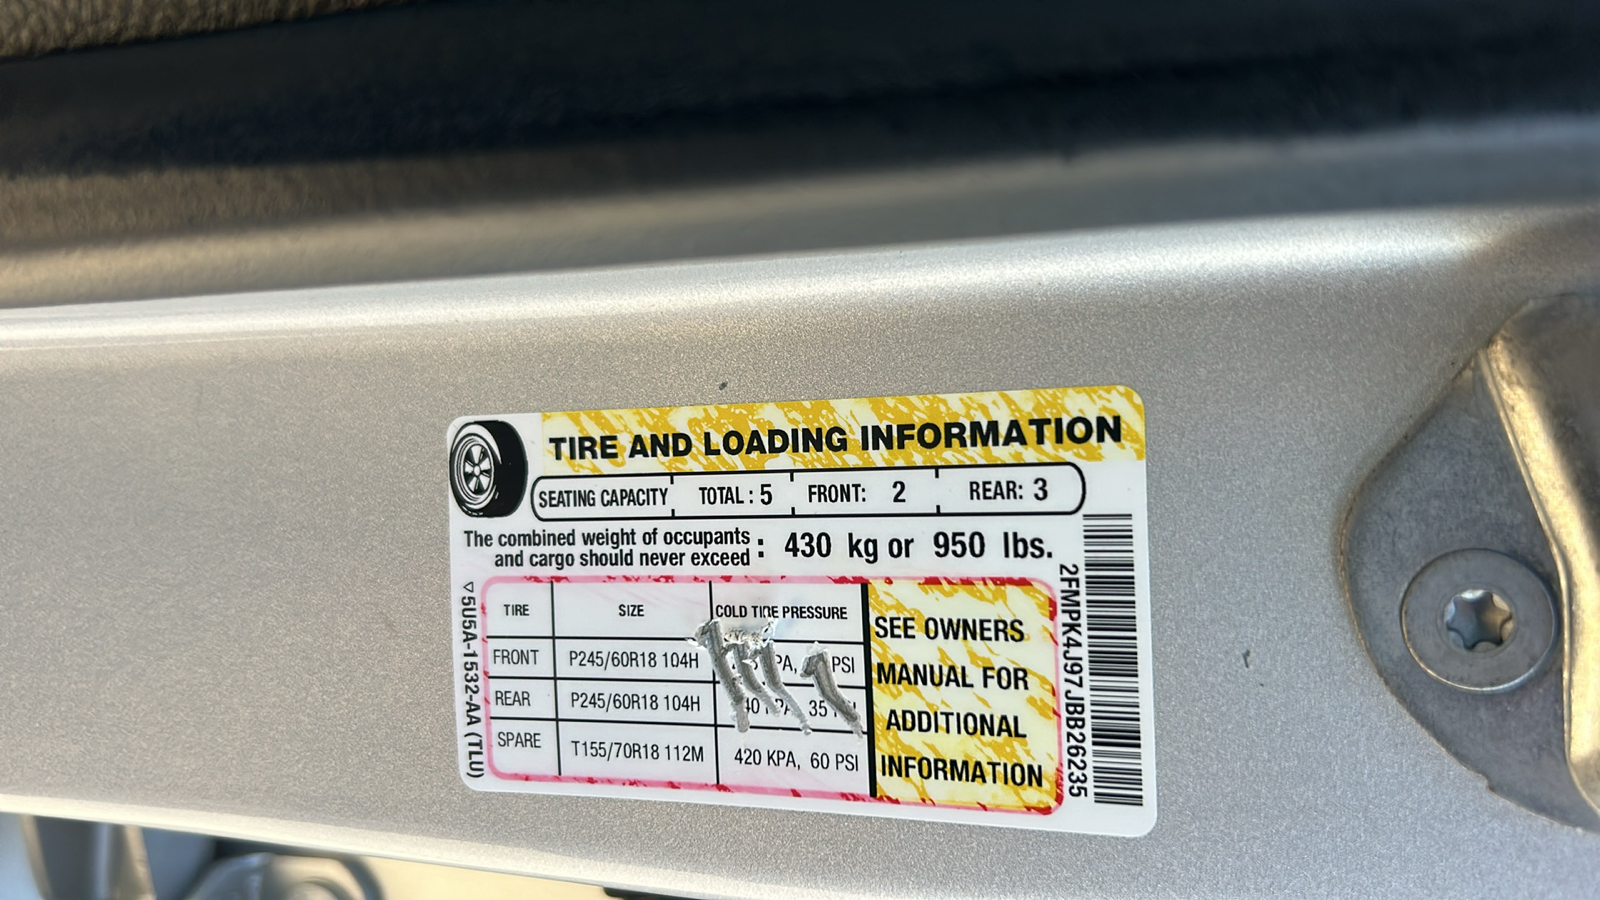 TIRE AND LOADING INFORMATION
SEATING CAPACITY TOTAL : 5 FRONT: 2 REAR: 3
The combined weight of occupants
and cargo should never exceed : 430 kg or 950 lbs.
TIRE SIZE COLD TIRE PRESSURE
FRONT P245/60R18 104H PSI
REAR P245/60R18 104H 35
SPARE T155/70R18 112M 420 KPA, 60 PSI
SEE OWNERS
MANUAL FOR
ADDITIONAL
INFORMATION
5U5A-1532-AA (TLU)
2FMPK4J97JBB26235